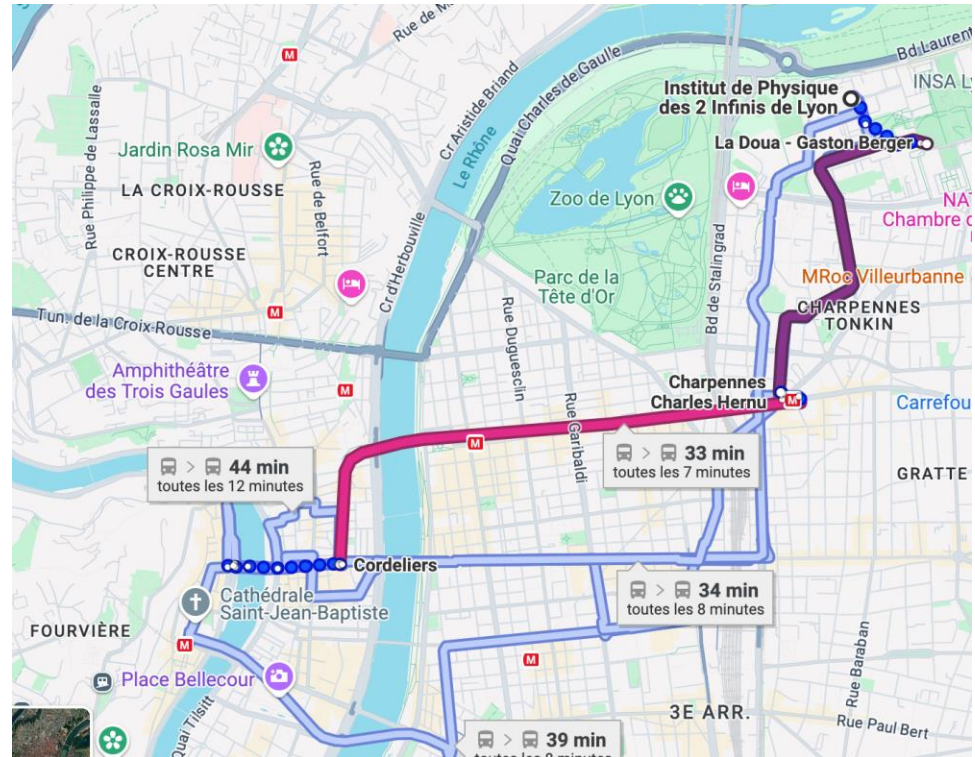 Rue de M
Bd Laurent
Rue Philippe de Lassalle
Cr Aristide Briand
Quai Charles de Gaulle
Le Rhône
INSA L
Institut de Physique
des 2 Infinis de Lyon
La Doua - Gaston Berger
Jardin Rosa Mir
LA CROIX-ROUSSE
Rue de Belfort
Cr d'Herbouville
Zoo de Lyon
NAT
Chambre d
CROIX-ROUSSE
CENTRE
Parc de la
Tête d'Or
Bd de Stalingrad
MRoc Villeurbanne
CHARPENNES
TONKIN
Tun. de la Croix-Rousse
Rue Duguesclin
Rue Garibaldi
Amphithéâtre
des Trois Gaules
Charpennes
Charles Hernu
Carrefou
M
M
M
M
M
M
M
44 min
toutes les 12 minutes
33 min
toutes les 7 minutes
GRATTE
Cordeliers
34 min
toutes les 8 minutes
Cathédrale
Saint-Jean-Baptiste
FOURVIÈRE
Place Bellecour
Quai Tilsitt
Rue Baraban
3E ARR.
Rue Paul Bert
39 min
toutes les 8 minutes